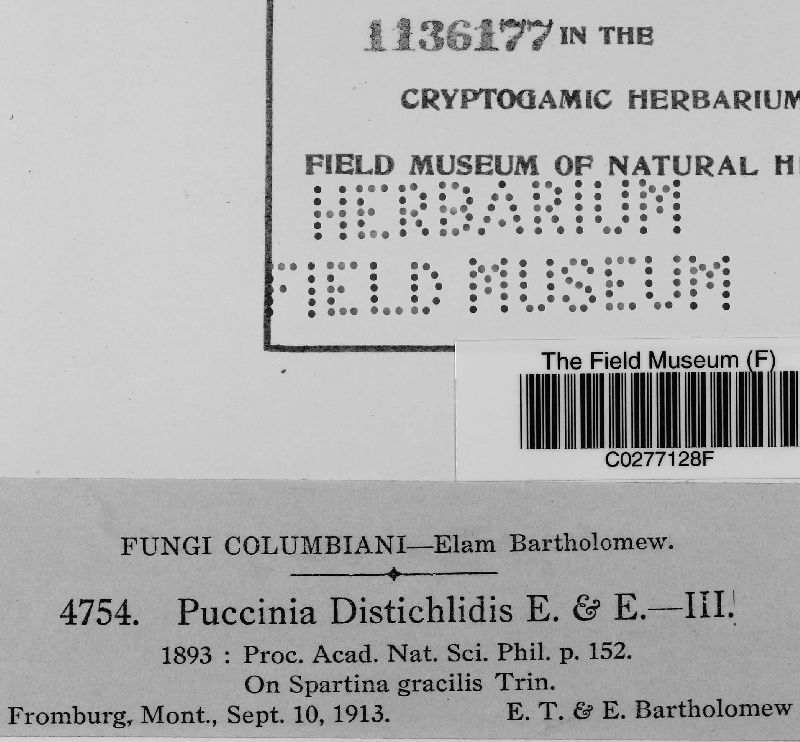 1136177 IN THE
CRYPTOGAMIC HERBARIUM
FIELD MUSEUM OF NATURAL HI
HERBARIUM
FIELD MUSEUM
The Field Museum (F)
C0277128F
FUNGI COLUMBIANI—Elam Bartholomew.
4754. Puccinia Distichlidis E. & E.—III.
1893 : Proc. Acad. Nat. Sci. Phil. p. 152.
On Spartina gracilis Trin.
Fromburg, Mont., Sept. 10, 1913. E. T. & E. Bartholomew